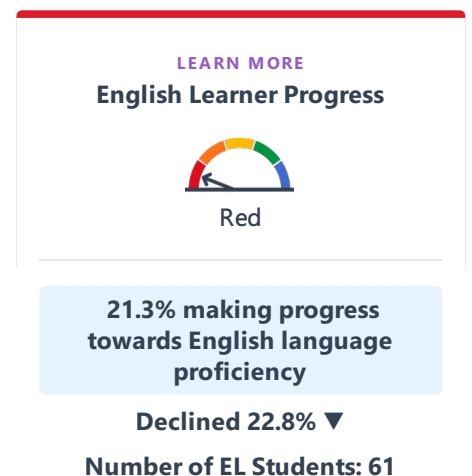 LEARN MORE
English Learner Progress
Red
21.3% making progress
towards English language
proficiency
Declined 22.8% ▼
Number of EL Students: 61